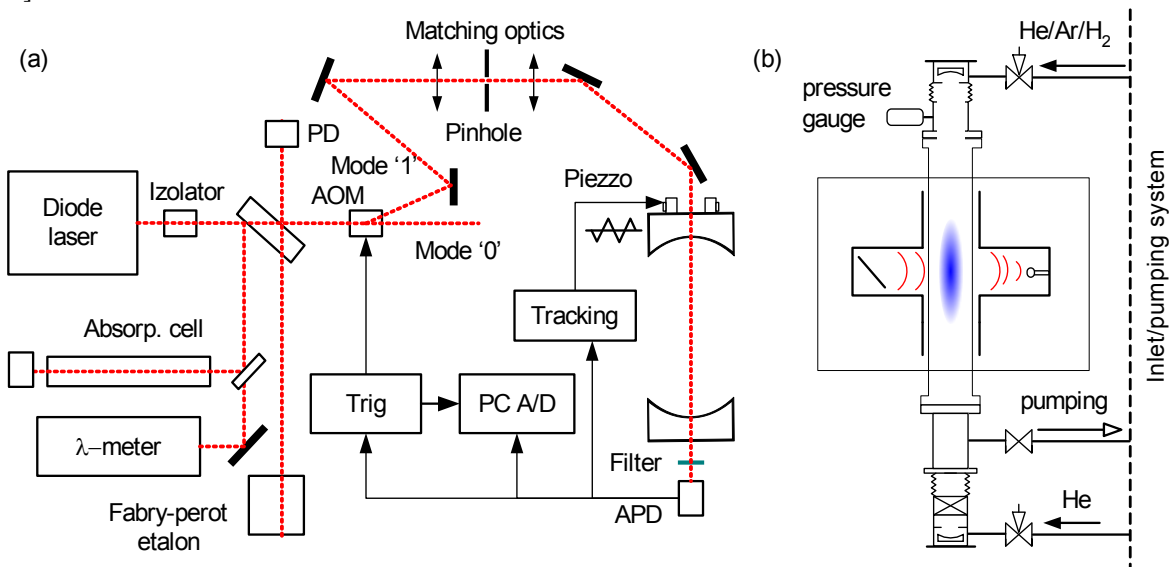 (a)
Matching optics
Pinhole
PD
Mode ‘1’
Izolator
AOM
Diode
laser
Mode ‘0’
Piezzo
Absorp. cell
Tracking
Trig
PC A/D
λ–meter
Filter
APD
Fabry-perot
etalon
(b)
He/Ar/H₂
pressure
gauge
pumping
He
Inlet/pumping system